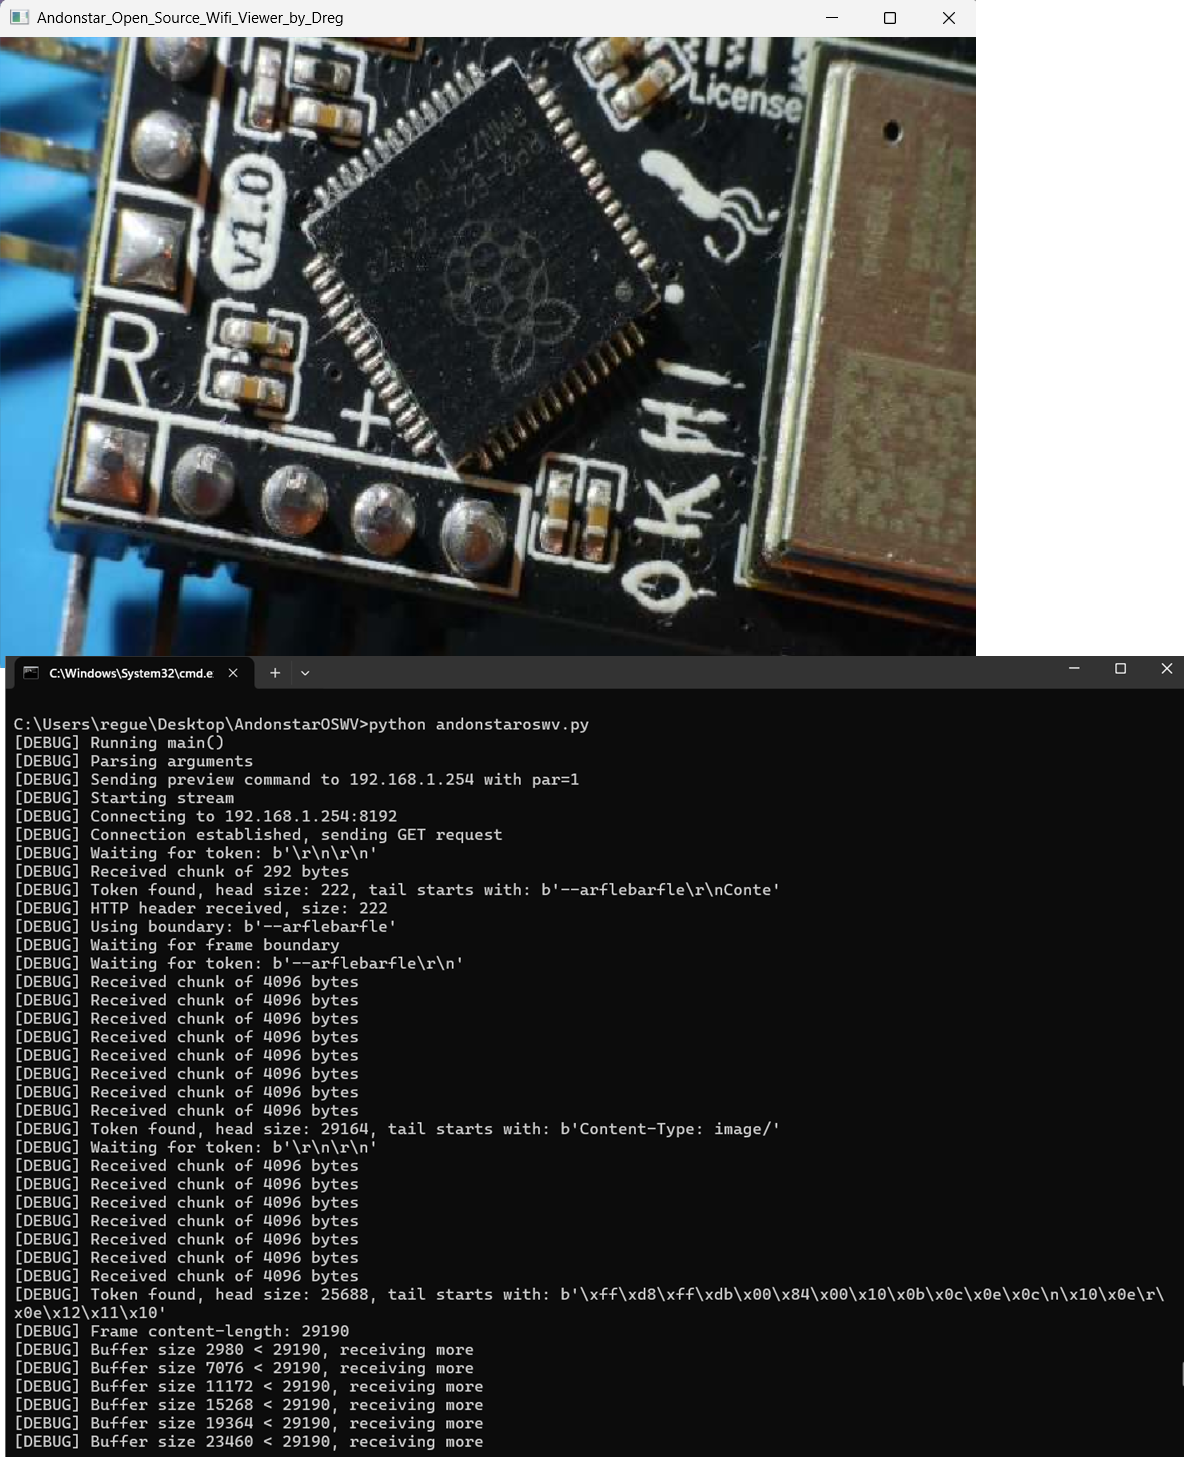 Andonstar_Open_Source_Wifi_Viewer_by_Dreg
License
v1.0
R
+
OK HI
C:\Windows\System32\cmd.e
C:\Users\regue\Desktop\AndonstarOSWV>python andonstaroswv.py
[DEBUG] Running main()
[DEBUG] Parsing arguments
[DEBUG] Sending preview command to 192.168.1.254 with par=1
[DEBUG] Starting stream
[DEBUG] Connecting to 192.168.1.254:8192
[DEBUG] Connection established, sending GET request
[DEBUG] Waiting for token: b'\r\n\r\n'
[DEBUG] Received chunk of 292 bytes
[DEBUG] Token found, head size: 222, tail starts with: b'--arflebarfle\r\nConte'
[DEBUG] HTTP header received, size: 222
[DEBUG] Using boundary: b'--arflebarfle'
[DEBUG] Waiting for frame boundary
[DEBUG] Waiting for token: b'--arflebarfle\r\n'
[DEBUG] Received chunk of 4096 bytes
[DEBUG] Received chunk of 4096 bytes
[DEBUG] Received chunk of 4096 bytes
[DEBUG] Received chunk of 4096 bytes
[DEBUG] Received chunk of 4096 bytes
[DEBUG] Received chunk of 4096 bytes
[DEBUG] Received chunk of 4096 bytes
[DEBUG] Received chunk of 4096 bytes
[DEBUG] Token found, head size: 29164, tail starts with: b'Content-Type: image/'
[DEBUG] Waiting for token: b'\r\n\r\n'
[DEBUG] Received chunk of 4096 bytes
[DEBUG] Received chunk of 4096 bytes
[DEBUG] Received chunk of 4096 bytes
[DEBUG] Received chunk of 4096 bytes
[DEBUG] Received chunk of 4096 bytes
[DEBUG] Received chunk of 4096 bytes
[DEBUG] Received chunk of 4096 bytes
[DEBUG] Token found, head size: 25688, tail starts with: b'\xff\xd8\xff\xdb\x00\x84\x00\x10\x0b\x0c\x0e\x0c\n\x10\x0e\r\
x0e\x12\x11\x10'
[DEBUG] Frame content-length: 29190
[DEBUG] Buffer size 2980 < 29190, receiving more
[DEBUG] Buffer size 7076 < 29190, receiving more
[DEBUG] Buffer size 11172 < 29190, receiving more
[DEBUG] Buffer size 15268 < 29190, receiving more
[DEBUG] Buffer size 19364 < 29190, receiving more
[DEBUG] Buffer size 23460 < 29190, receiving more